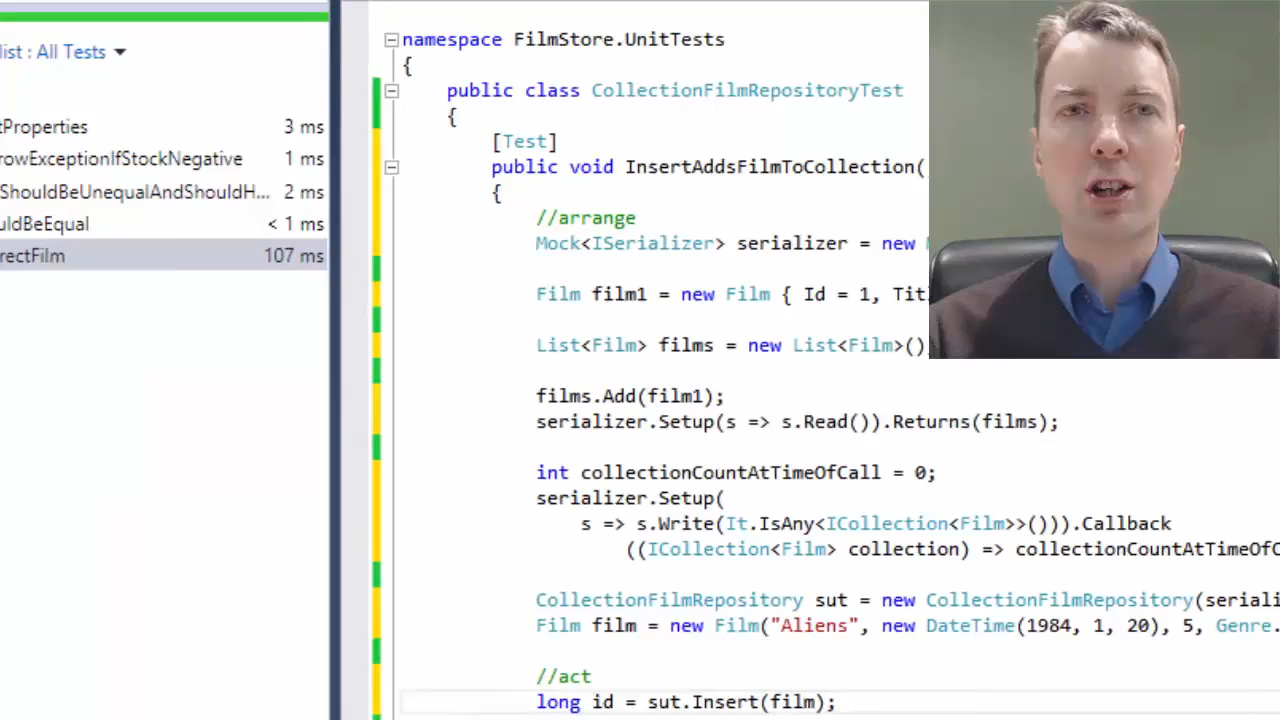 list : All Tests
tProperties 3 ms
rowExceptionIfStockNegative 1 ms
ShouldBeUnequalAndShouldH... 2 ms
uldBeEqual < 1 ms
rectFilm 107 ms
namespace FilmStore.UnitTests
{
public class CollectionFilmRepositoryTest
{
[Test]
public void InsertAddsFilmToCollection(
{
//arrange
Mock<ISerializer> serializer = new
Film film1 = new Film { Id = 1, Titl
List<Film> films = new List<Film>()
films.Add(film1);
serializer.Setup(s => s.Read()).Returns(films);
int collectionCountAtTimeOfCall = 0;
serializer.Setup(
s => s.Write(It.IsAny<ICollection<Film>>())).Callback
((ICollection<Film> collection) => collectionCountAtTimeOfC
CollectionFilmRepository sut = new CollectionFilmRepository(seriali
Film film = new Film("Aliens", new DateTime(1984, 1, 20), 5, Genre.
//act
long id = sut.Insert(film);